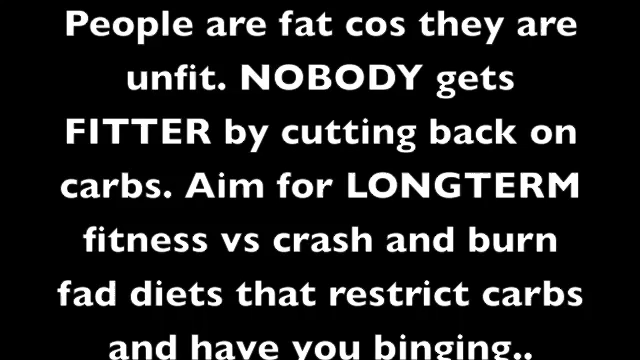 People are fat cos they are
unfit. NOBODY gets
FITTER by cutting back on
carbs. Aim for LONGTERM
fitness vs crash and burn
fad diets that restrict carbs
and have you binging..